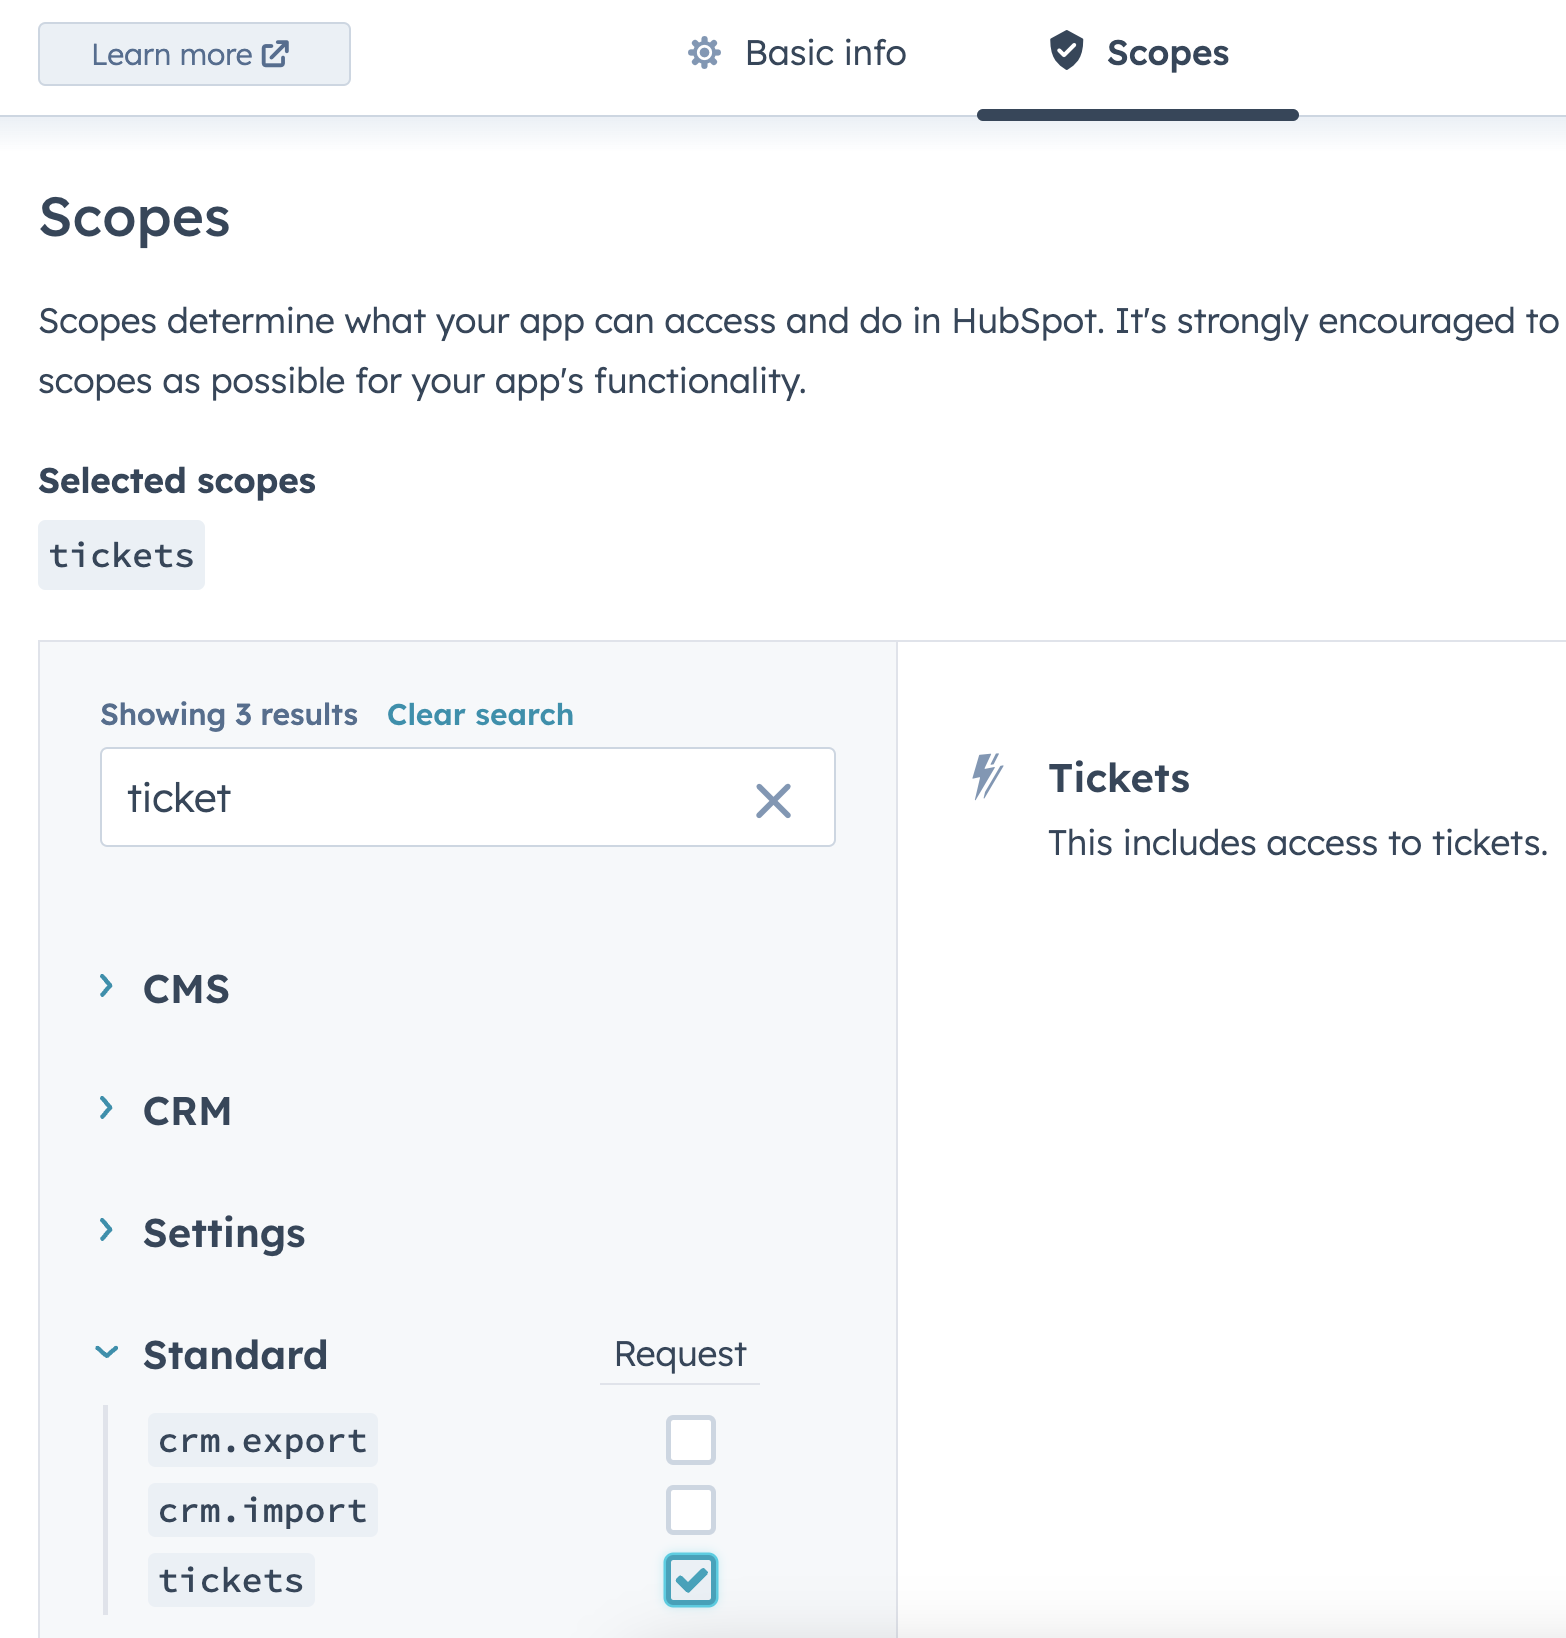 Learn more
Basic info
Scopes
Scopes
Scopes determine what your app can access and do in HubSpot. It's strongly encouraged to
scopes as possible for your app's functionality.
Selected scopes
tickets
Showing 3 results Clear search
ticket
Tickets
This includes access to tickets.
CMS
CRM
Settings
Standard Request
crm.export
crm.import
tickets